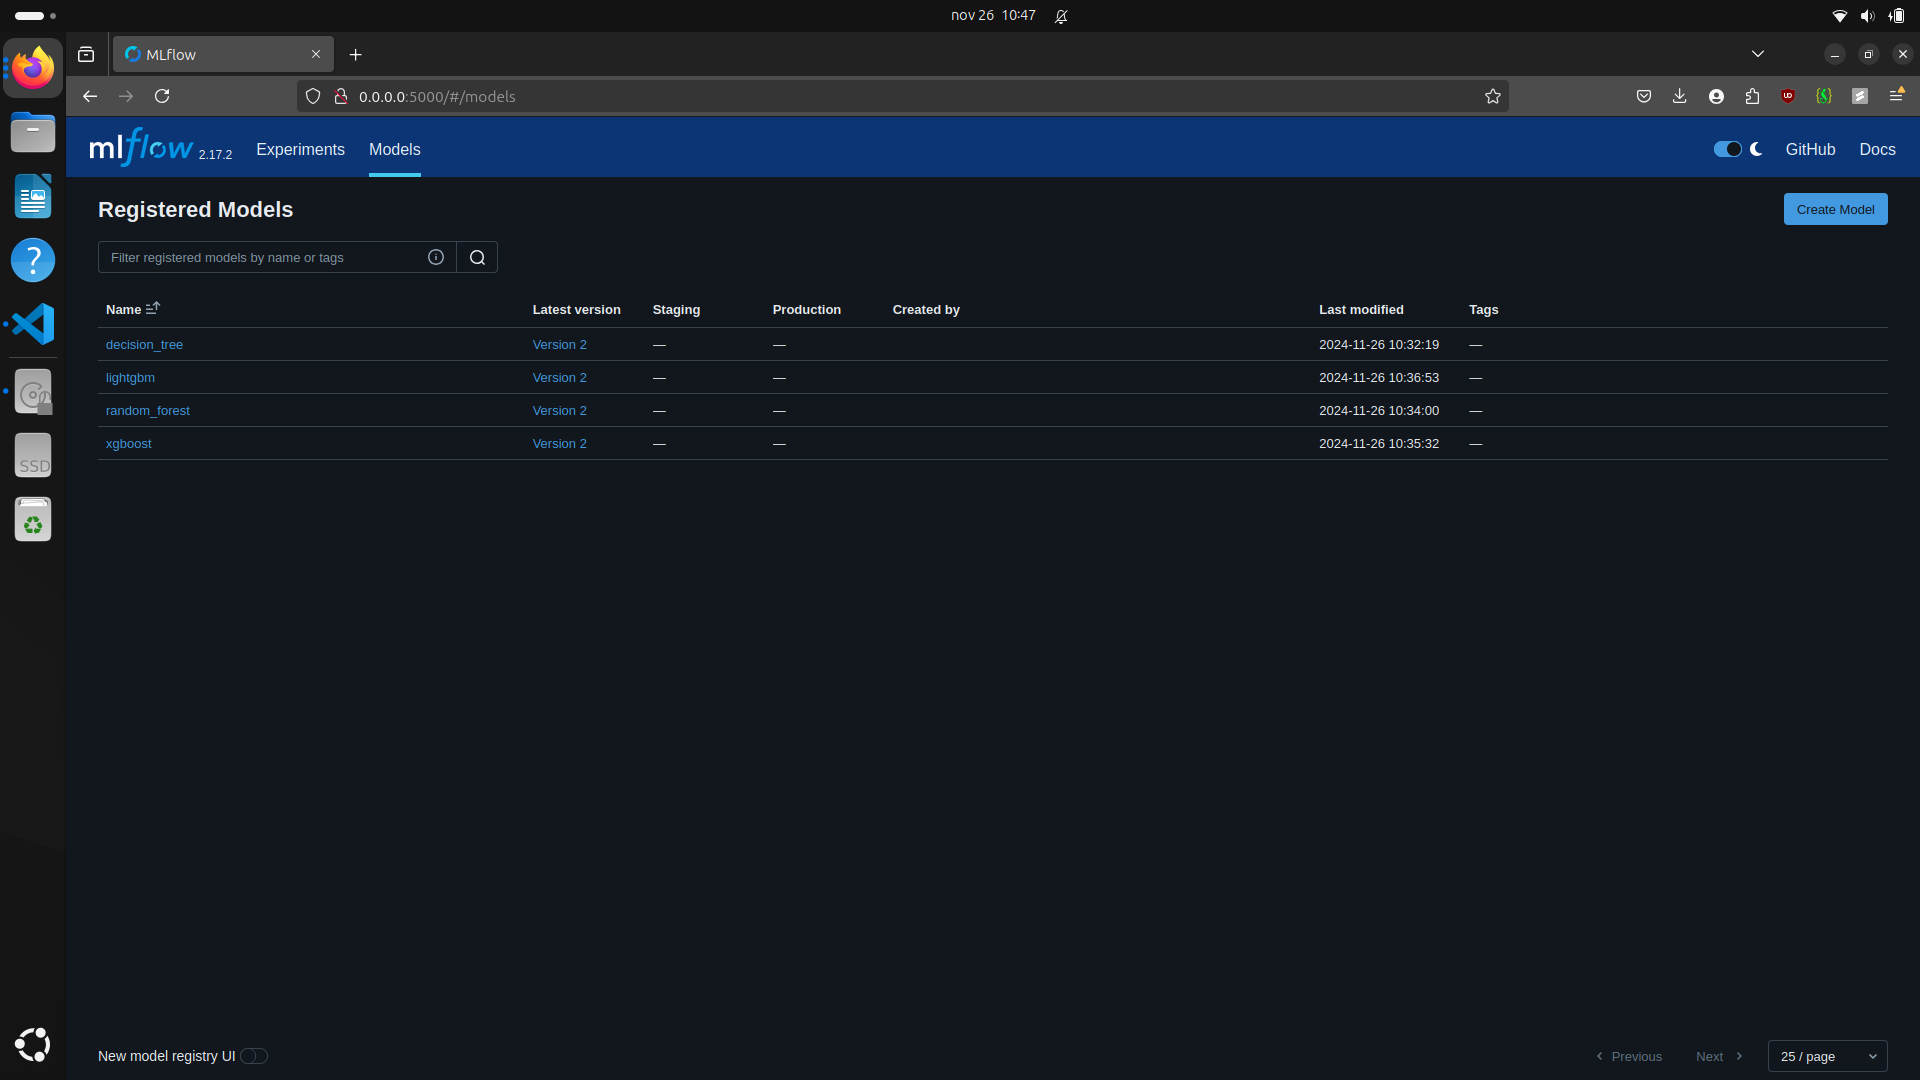 nov 26 10:47
MLflow
0.0.0.0:5000/#/models
mlflow 2.17.2 Experiments Models GitHub Docs
Registered Models Create Model
Filter registered models by name or tags
Name Latest version Staging Production Created by Last modified Tags
decision_tree Version 2 — — 2024-11-26 10:32:19 —
lightgbm Version 2 — — 2024-11-26 10:36:53 —
random_forest Version 2 — — 2024-11-26 10:34:00 —
xgboost Version 2 — — 2024-11-26 10:35:32 —
SSD
New model registry UI Previous Next 25 / page